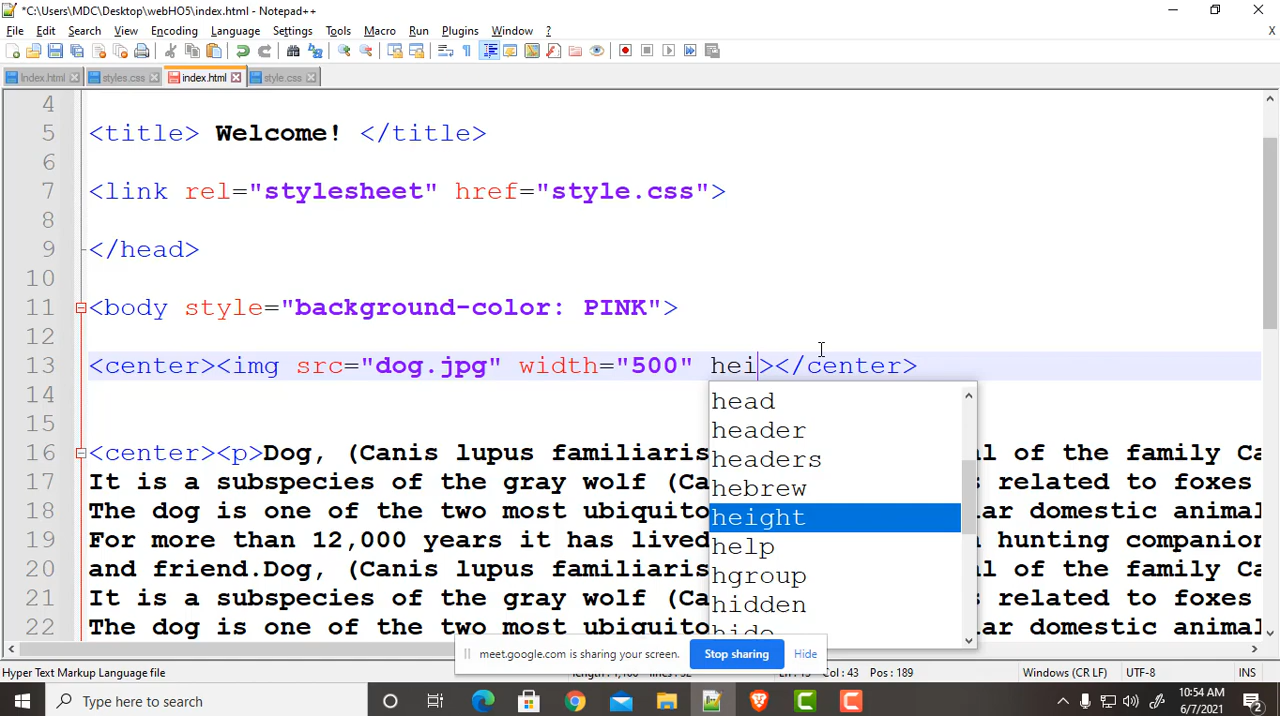 *C:\Users\MDC\Desktop\webHO5\index.html - Notepad++
File Edit Search View Encoding Language Settings Tools Macro Run Plugins Window ? X
Index.html styles.css index.html style.css
4
5 <title> Welcome! </title>
6
7 <link rel="stylesheet" href="style.css">
8
9 </head>
10
11 <body style="background-color: PINK">
12
13 <center><img src="dog.jpg" width="500" hei></center>
14
15
head
header
headers
hebrew
height
help
hgroup
hidden
hide
16 <center><p>Dog, (Canis lupus familiaris al of the family Ca
17 It is a subspecies of the gray wolf (Ca s related to foxes
18 The dog is one of the two most ubiquito ar domestic animal
19 For more than 12,000 years it has lived hunting companion
20 and friend.Dog, (Canis lupus familiaris al of the family Ca
21 It is a subspecies of the gray wolf (Ca s related to foxes
22 The dog is one of the two most ubiquito ar domestic animal
meet.google.com is sharing your screen. Stop sharing Hide
Hyper Text Markup Language file Col : 43 Pos : 189 Windows (CR LF) UTF-8 INS
Type here to search
10:54 AM
6/7/2021
2